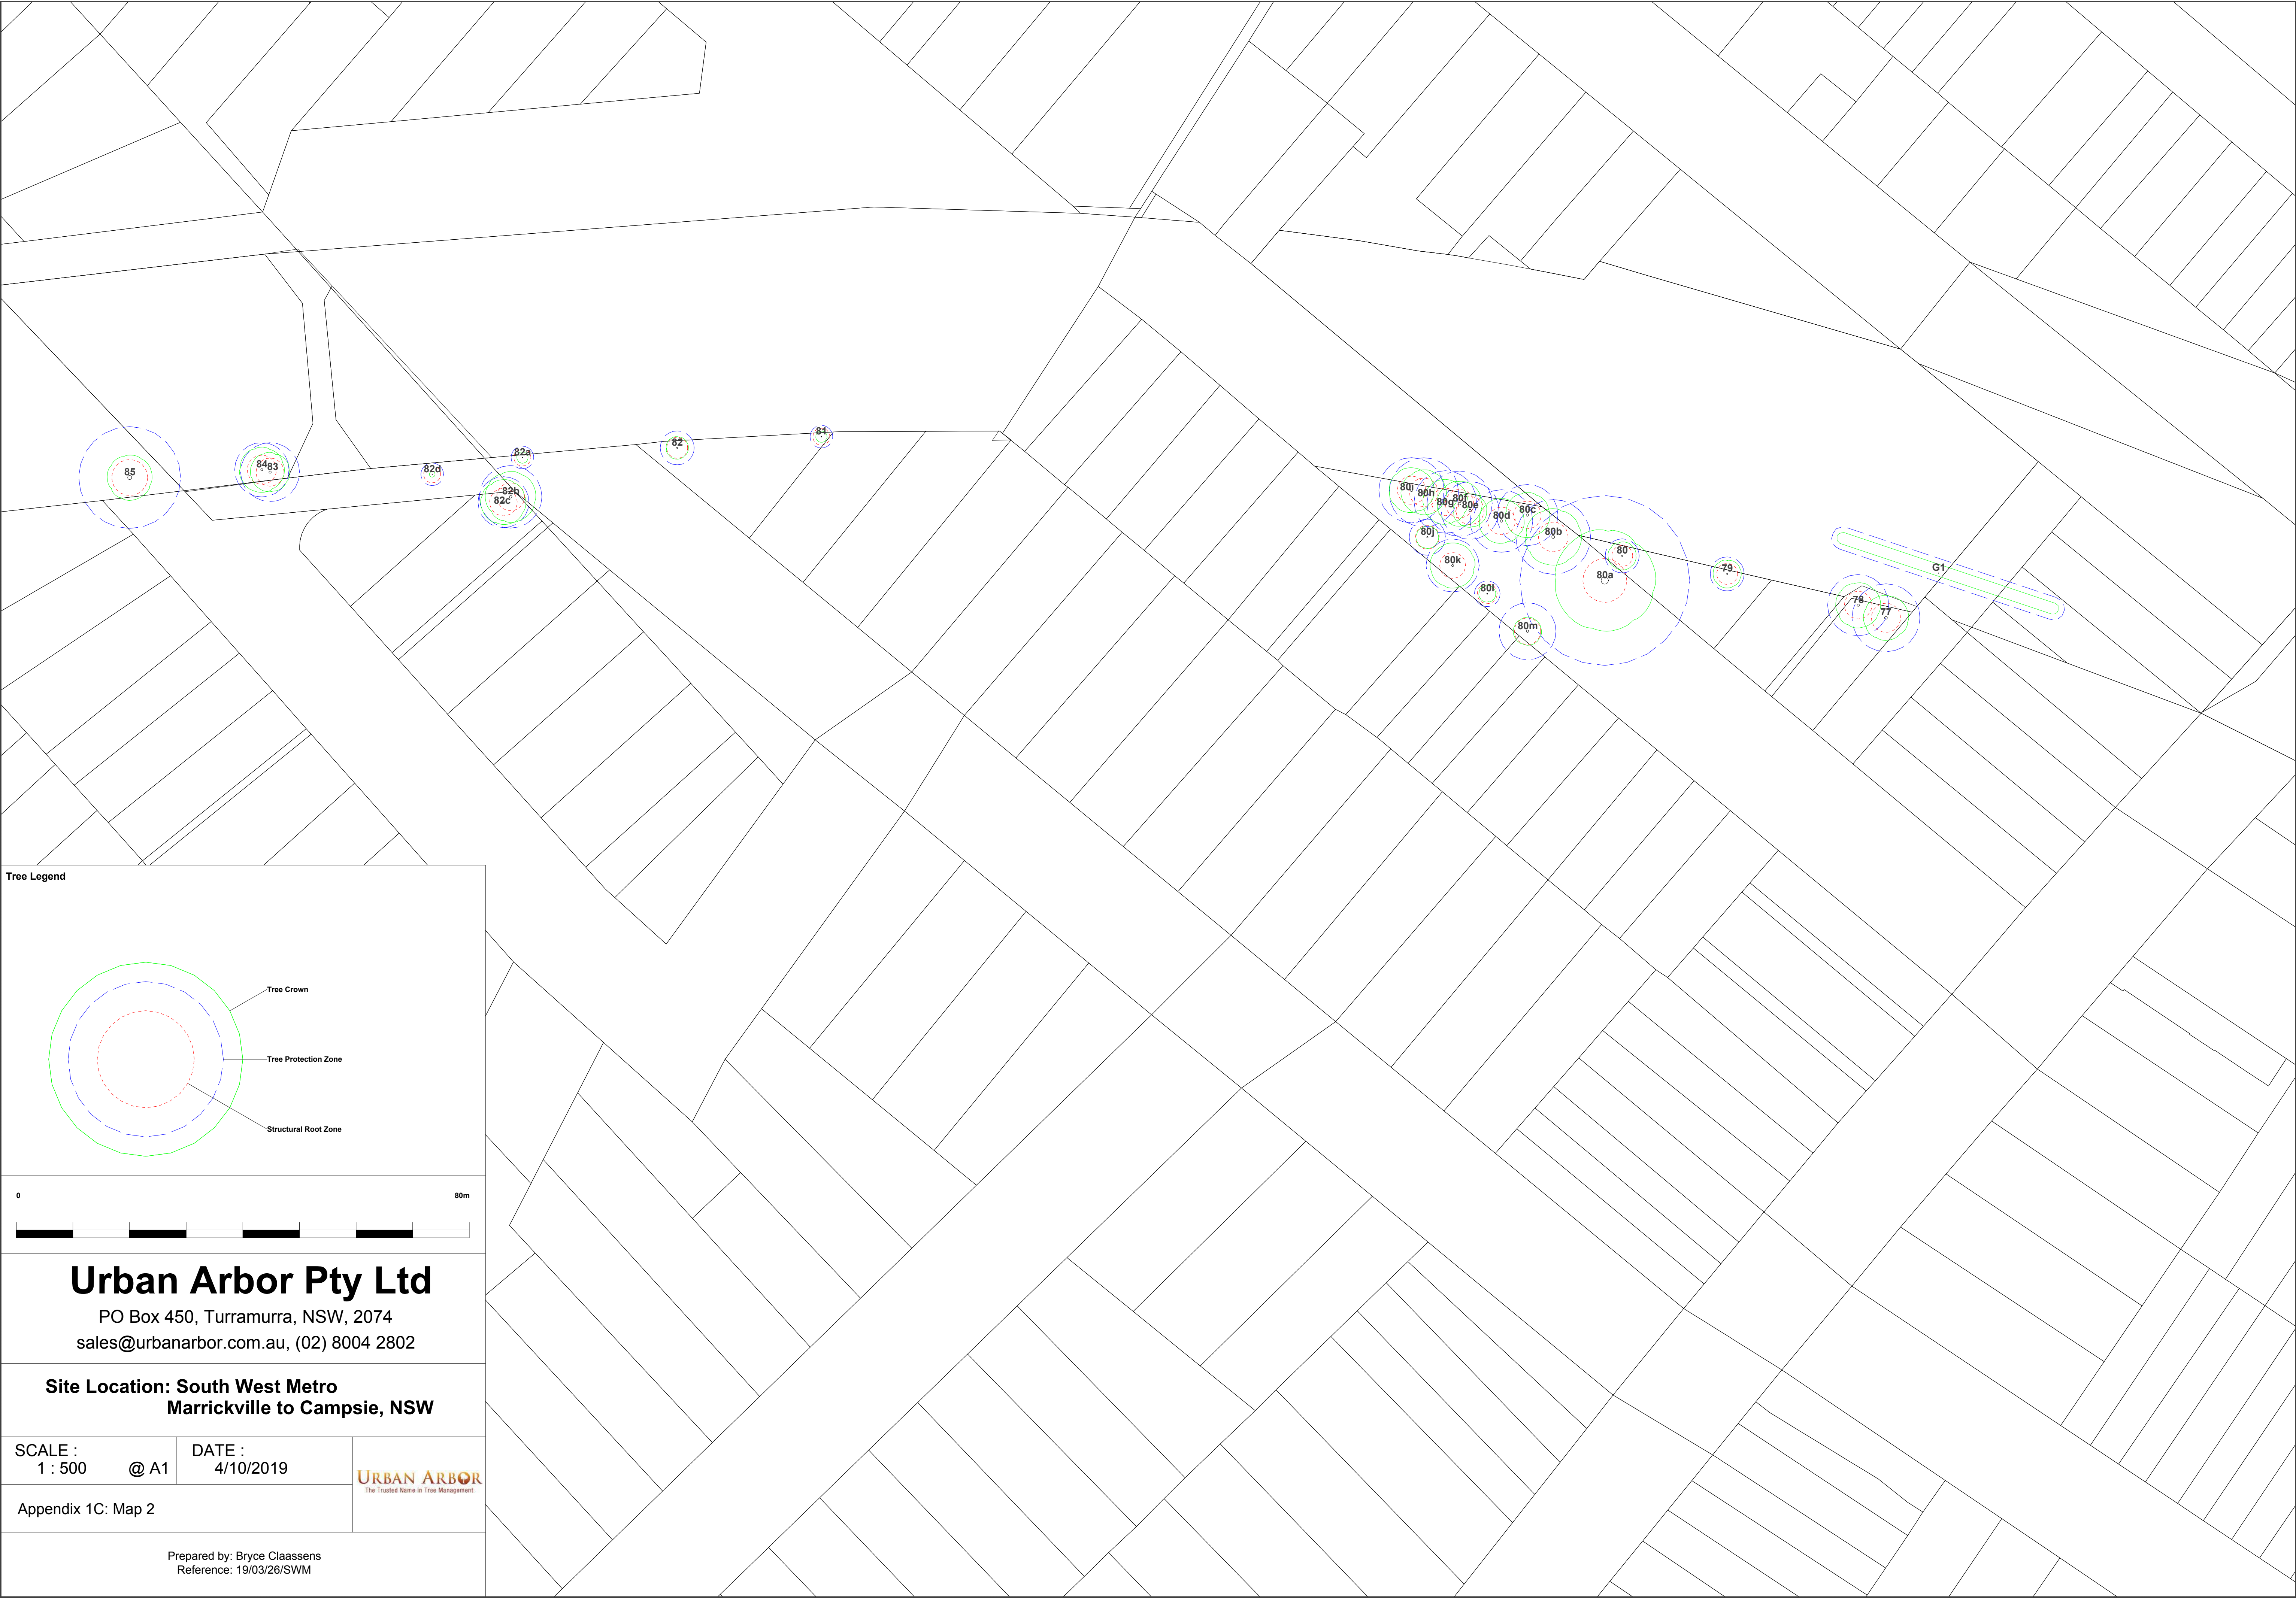 81
82
82a
82d
84
83
85
82b
82c
80i
80h
80f
80g
80e
80c
80d
80b
80j
80
80k
80a
79
G1
80l
78
77
80m
Tree Legend
Tree Crown
Tree Protection Zone
Structural Root Zone
0 80m
Urban Arbor Pty Ltd
PO Box 450, Turramurra, NSW, 2074
sales@urbanarbor.com.au, (02) 8004 2802
Site Location: South West Metro
Marrickville to Campsie, NSW
SCALE :
1 : 500 @ A1
DATE :
4/10/2019
URBAN ARBOR
The Trusted Name in Tree Management
Appendix 1C: Map 2
Prepared by: Bryce Claassens
Reference: 19/03/26/SWM